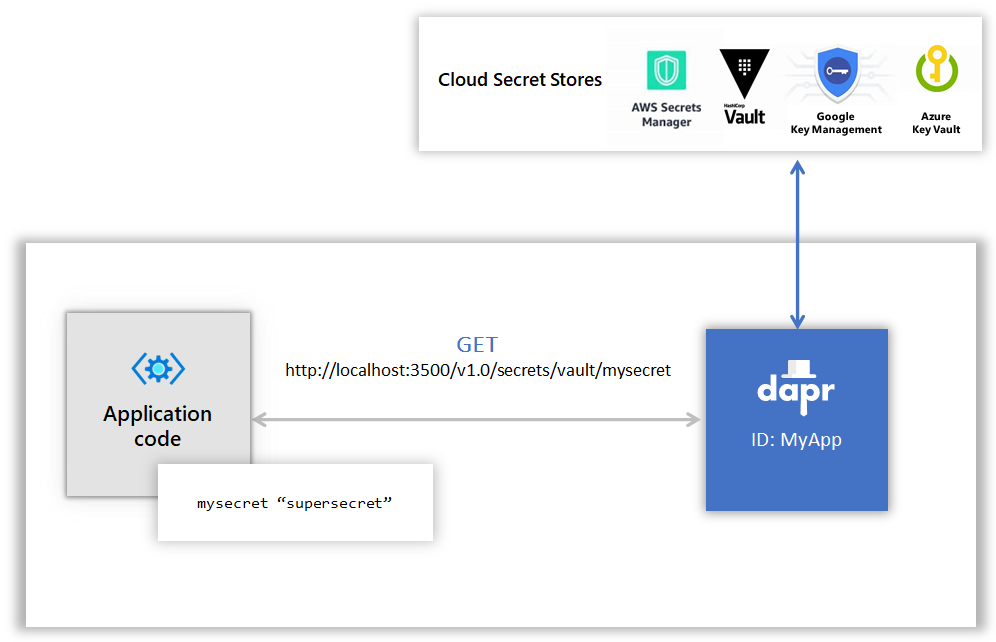 Cloud Secret Stores
AWS Secrets
Manager
HashiCorp
Vault
Google
Key Management
Azure
Key Vault
GET
http://localhost:3500/v1.0/secrets/vault/mysecret
Application
code
mysecret “supersecret”
dapr
ID: MyApp